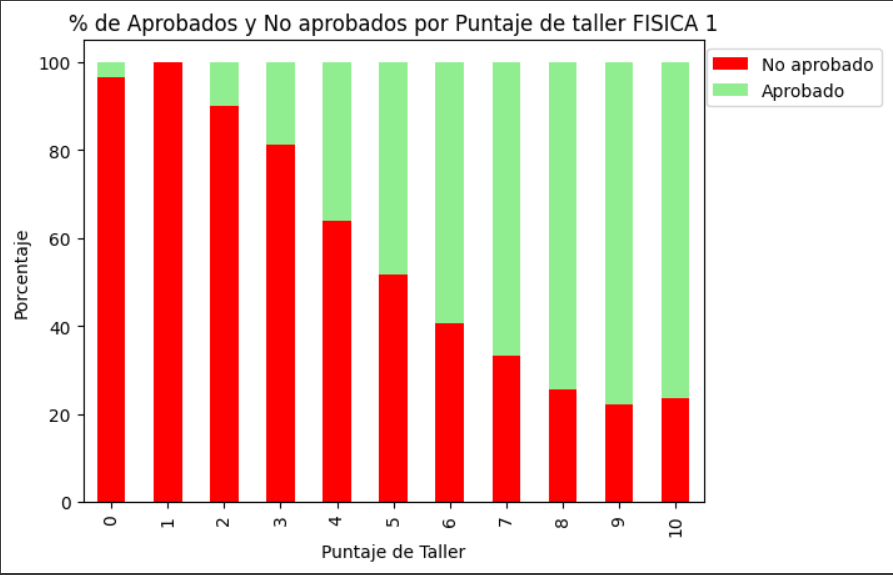 % de Aprobados y No aprobados por Puntaje de taller FISICA 1
No aprobado
Aprobado
Porcentaje
100
80
60
40
20
0
0 1 2 3 4 5 6 7 8 9 10
Puntaje de Taller